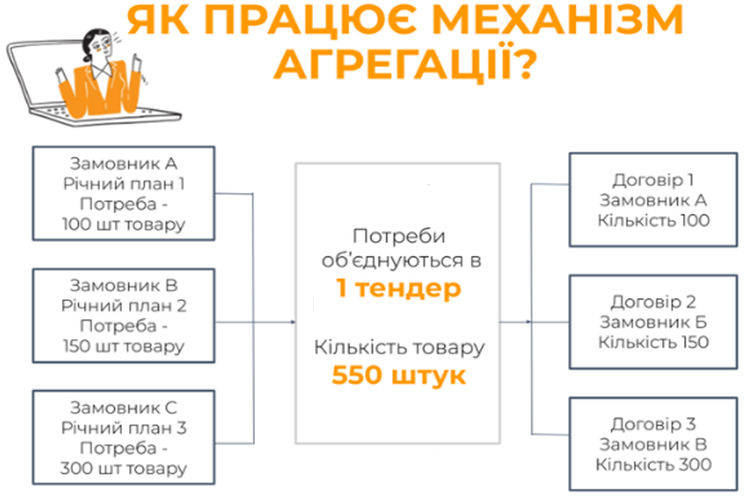 ЯК ПРАЦЮЄ МЕХАНІЗМ
АГРЕГАЦІЇ?
Замовник А
Річний план 1
Потреба -
100 шт товару
Замовник В
Річний план 2
Потреба -
150 шт товару
Замовник С
Річний план 3
Потреба -
300 шт товару
Потреби
об’єднуються в
1 тендер
Кількість товару
550 штук
Договір 1
Замовник А
Кількість 100
Договір 2
Замовник Б
Кількість 150
Договір 3
Замовник В
Кількість 300